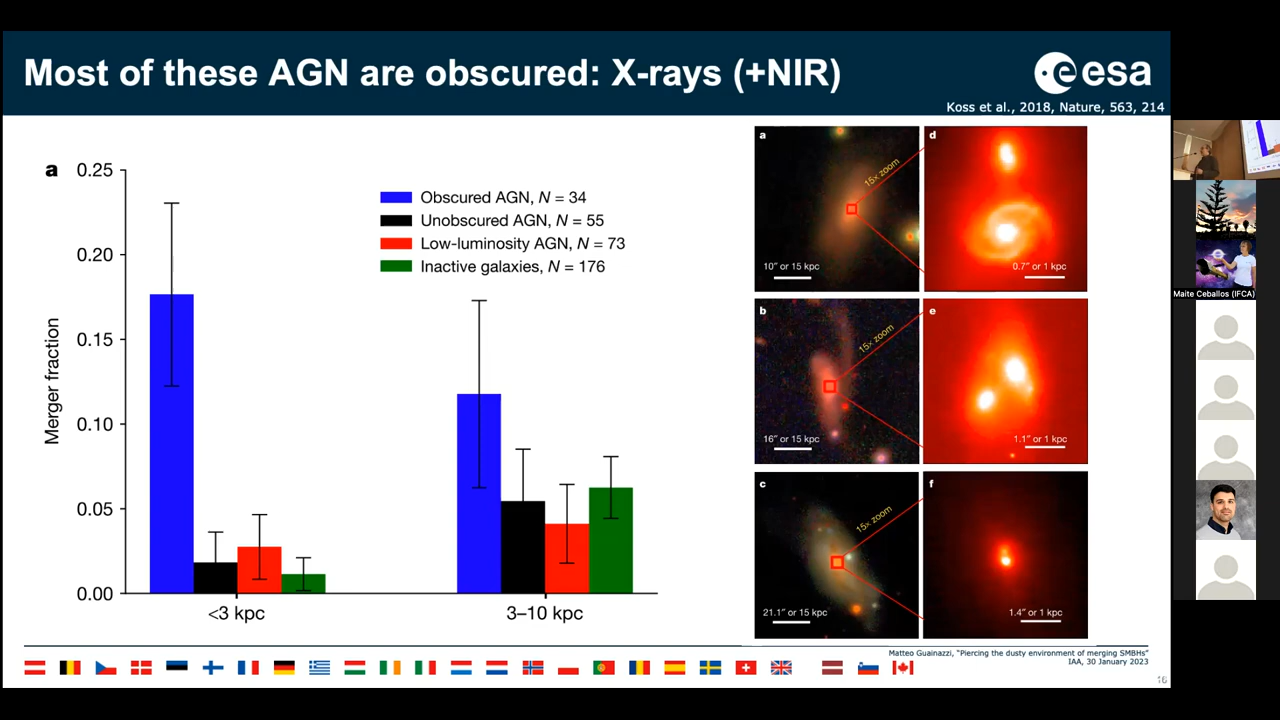 Most of these AGN are obscured: X-rays (+NIR)
esa
Koss et al., 2018, Nature, 563, 214
a
0.25
0.20
0.15
0.10
0.05
0.00
Merger fraction
Obscured AGN, N = 34
Unobscured AGN, N = 55
Low-luminosity AGN, N = 73
Inactive galaxies, N = 176
<3 kpc
3–10 kpc
a
15× zoom
10″ or 15 kpc
d
0.7″ or 1 kpc
b
15× zoom
16″ or 15 kpc
e
1.1″ or 1 kpc
c
15× zoom
21.1″ or 15 kpc
f
1.4″ or 1 kpc
Maite Ceballos (IFCA)
Matteo Guainazzi, "Piercing the dusty environment of merging SMBHs"
IAA, 30 January 2023
16